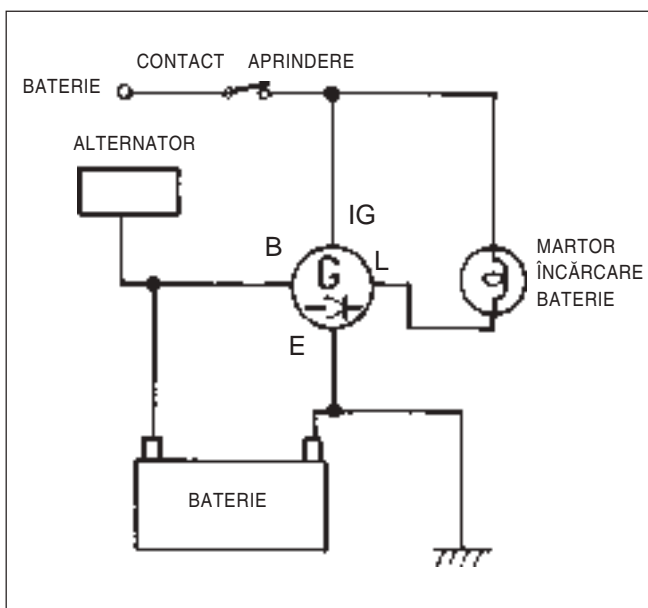 CONTACT APRINDERE
BATERIE
ALTERNATOR
IG
B
G
L
MARTOR
ÎNCĂRCARE
BATERIE
E
BATERIE